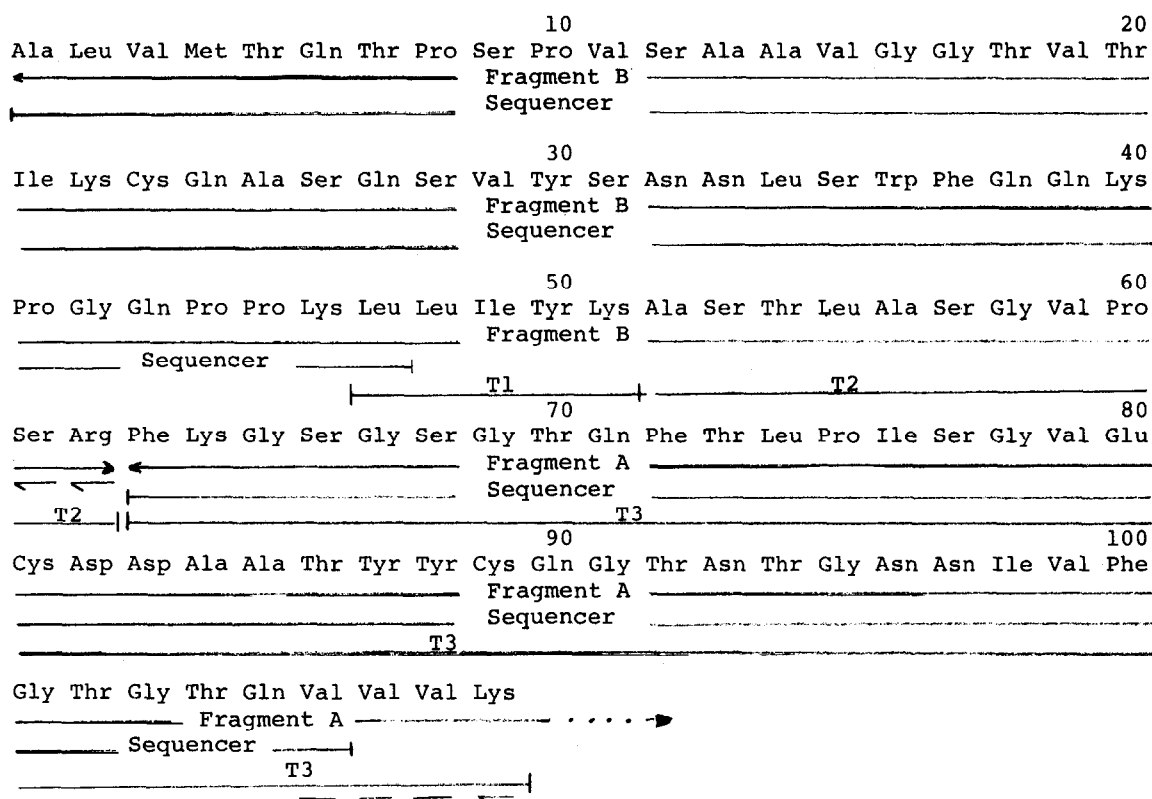 10 20
Ala Leu Val Met Thr Gln Thr Pro Ser Pro Val Ser Ala Ala Val Gly Gly Thr Val Thr
Fragment B
Sequencer
30 40
Ile Lys Cys Gln Ala Ser Gln Ser Val Tyr Ser Asn Asn Leu Ser Trp Phe Gln Gln Lys
Fragment B
Sequencer
50 60
Pro Gly Gln Pro Pro Lys Leu Leu Ile Tyr Lys Ala Ser Thr Leu Ala Ser Gly Val Pro
Fragment B
Sequencer
T1 T2
70 80
Ser Arg Phe Lys Gly Ser Gly Ser Gly Thr Gln Phe Thr Leu Pro Ile Ser Gly Val Glu
Fragment A
Sequencer
T2 T3
90 100
Cys Asp Asp Ala Ala Thr Tyr Tyr Cys Gln Gly Thr Asn Thr Gly Asn Asn Ile Val Phe
Fragment A
Sequencer
T3
Gly Thr Gly Thr Gln Val Val Val Lys
Fragment A
Sequencer
T3